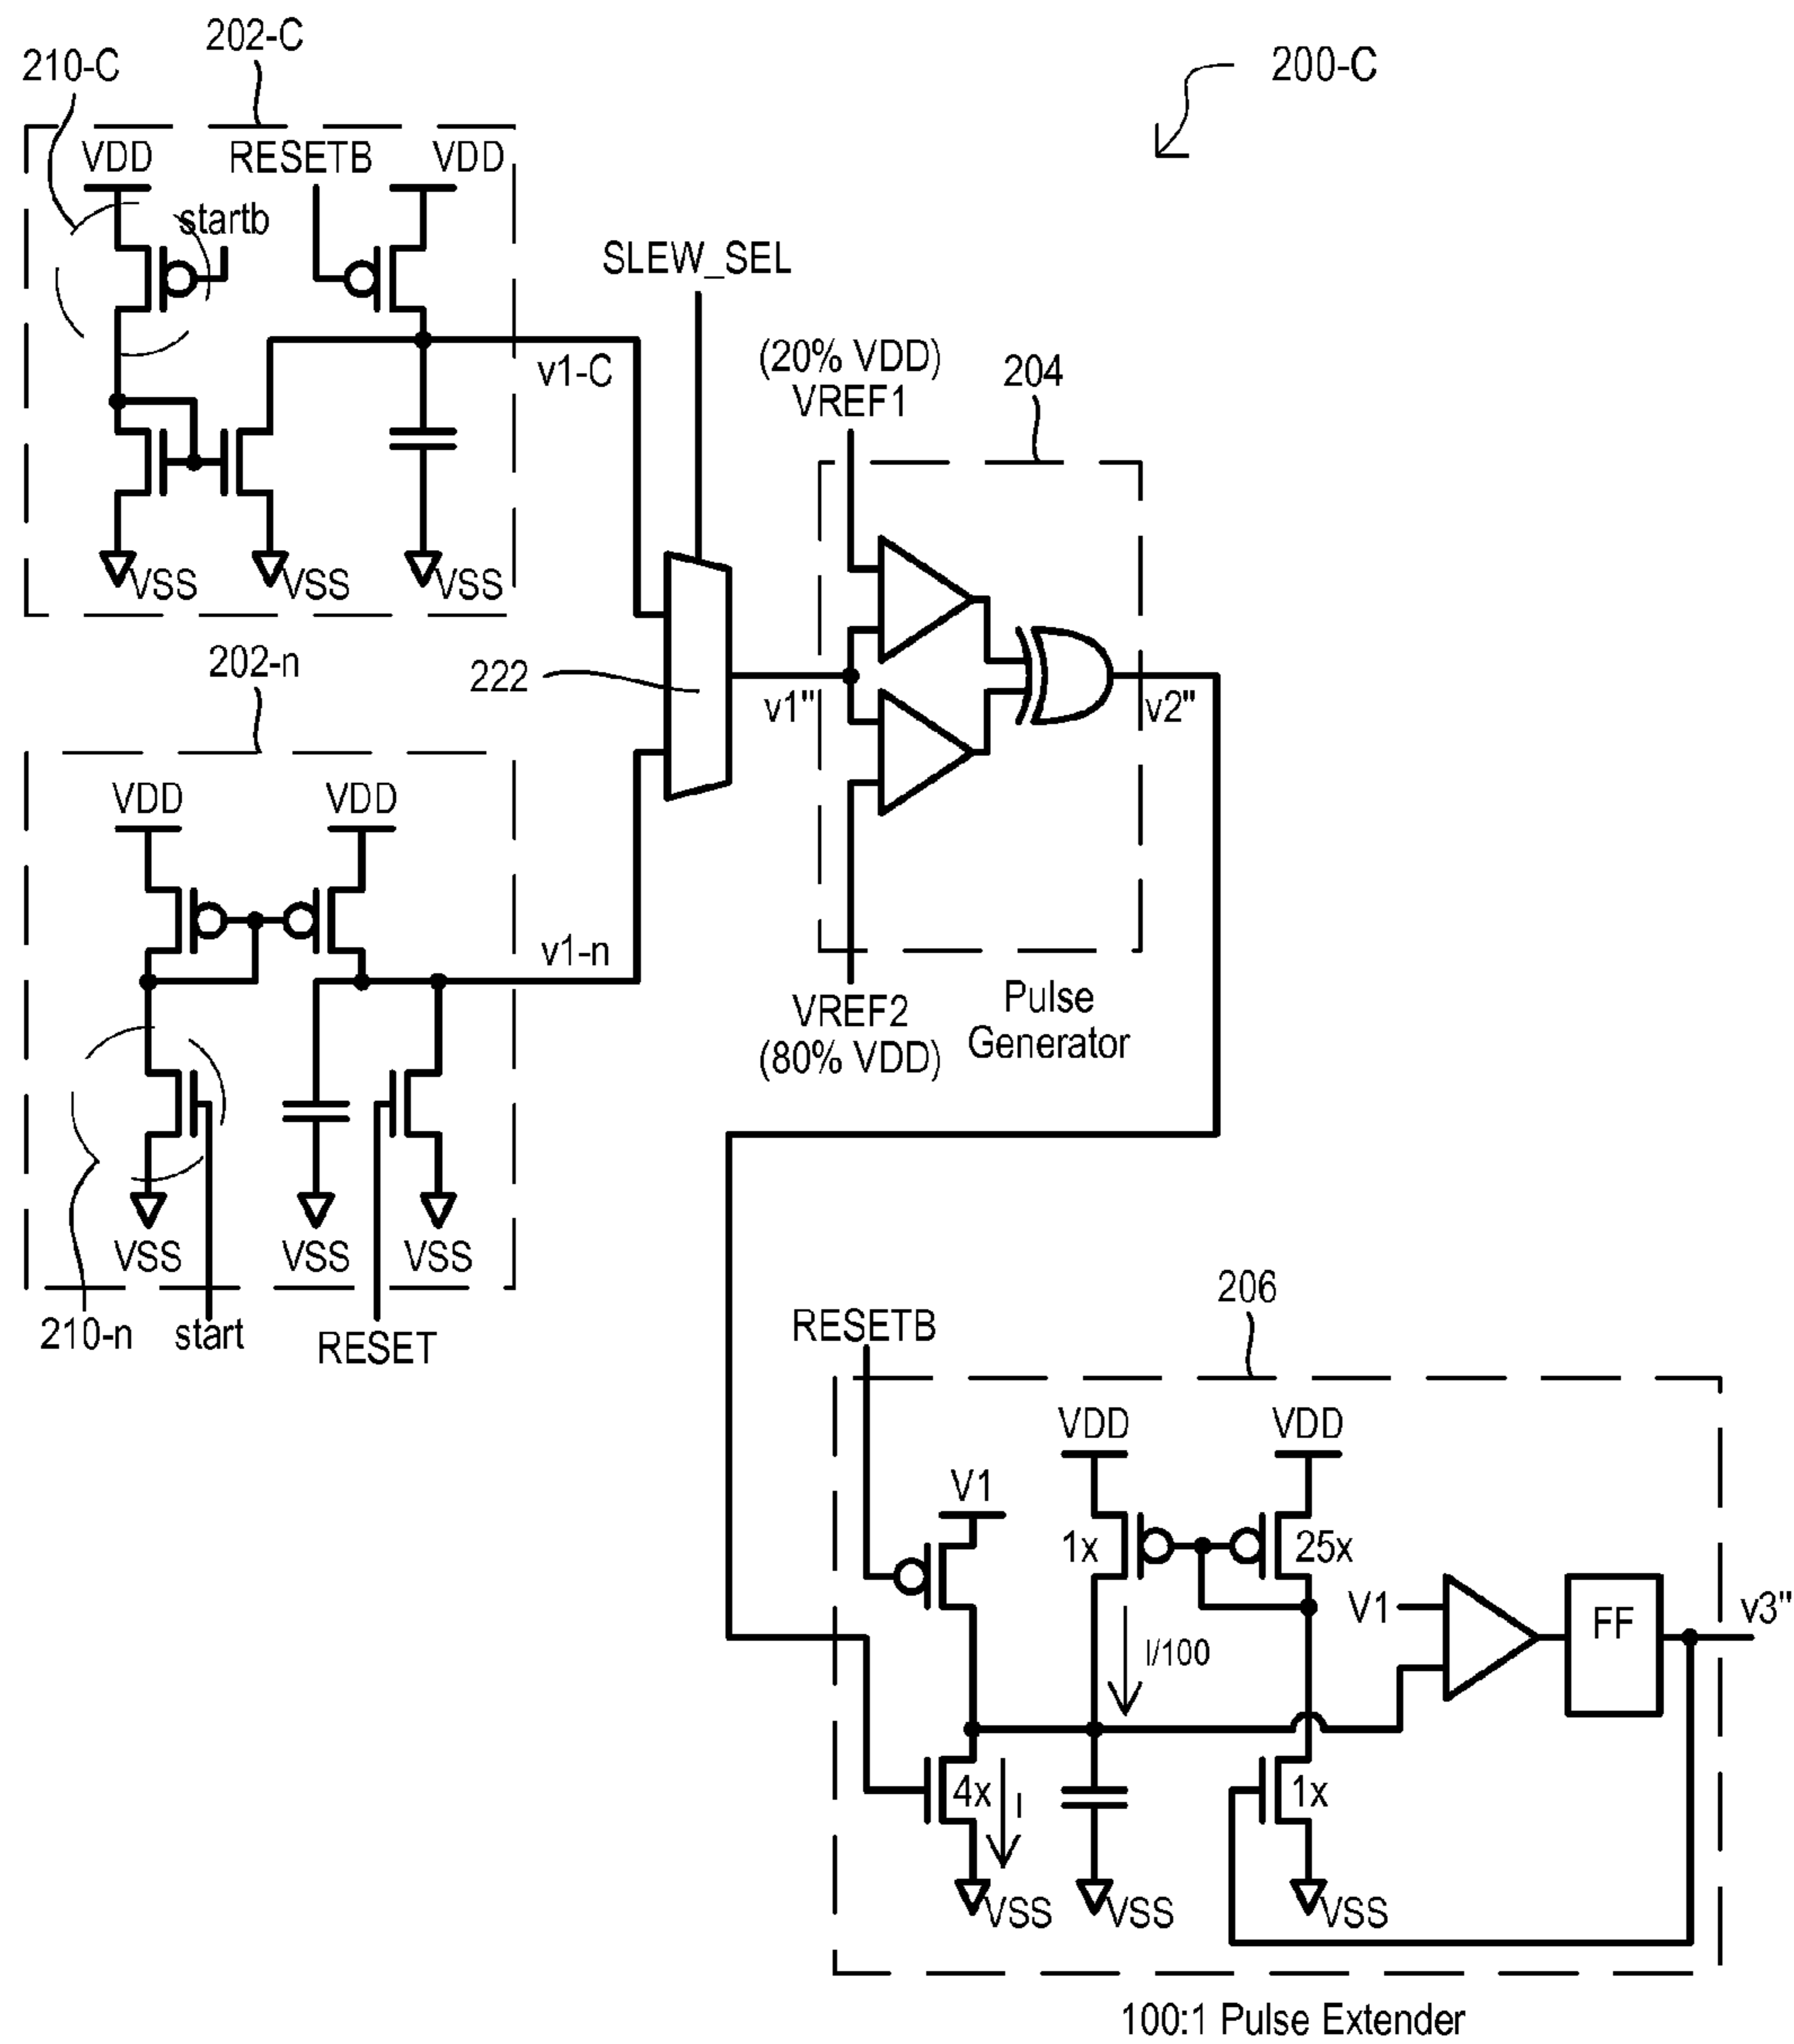 202-C
210-C
200-C
VDD
RESETB
VDD
startb
SLEW_SEL
v1-C
(20% VDD)
VREF1
204
VSS
VSS
VSS
202-n
222
v1"
v2"
VDD
VDD
v1-n
VREF2
(80% VDD)
Pulse
Generator
VSS
VSS
VSS
210-n
start
RESET
206
RESETB
VDD
VDD
V1
1x
25x
V1
FF
v3"
I/100
4x
I
1x
VSS
VSS
VSS
100:1 Pulse Extender